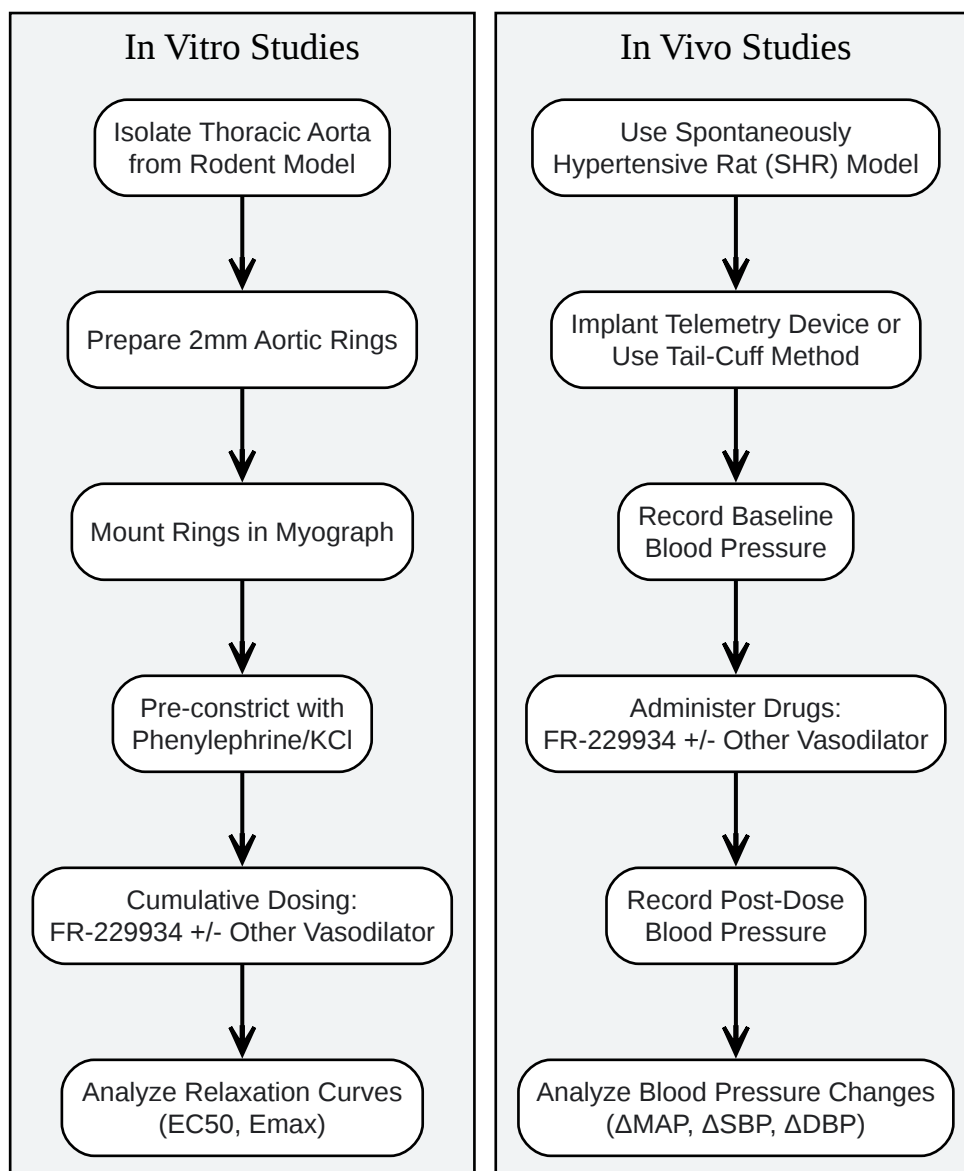 In Vitro Studies
Isolate Thoracic Aorta
from Rodent Model
Prepare 2mm Aortic Rings
Mount Rings in Myograph
Pre-constrict with
Phenylephrine/KCl
Cumulative Dosing:
FR-229934 +/- Other Vasodilator
Analyze Relaxation Curves
(EC50, Emax)
In Vivo Studies
Use Spontaneously
Hypertensive Rat (SHR) Model
Implant Telemetry Device or
Use Tail-Cuff Method
Record Baseline
Blood Pressure
Administer Drugs:
FR-229934 +/- Other Vasodilator
Record Post-Dose
Blood Pressure
Analyze Blood Pressure Changes
(ΔMAP, ΔSBP, ΔDBP)